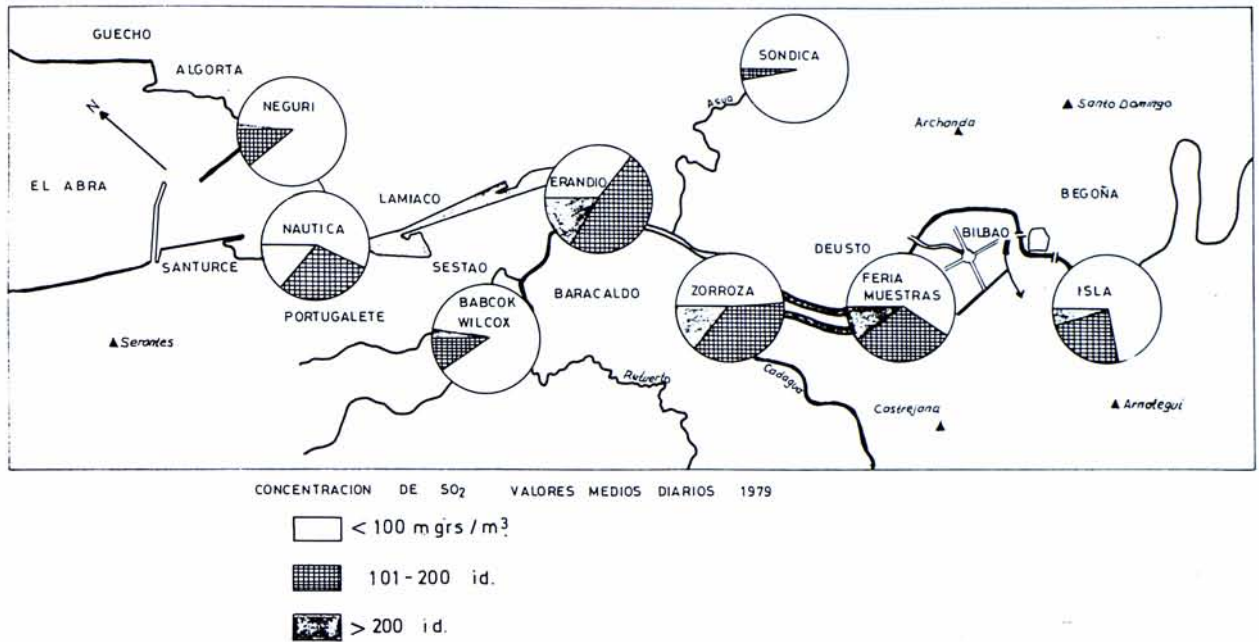 GUECHO
ALGORTA
NEGURI
N
EL ABRA
NAUTICA
SANTURCE
PORTUGALETE
Serantes
LAMIACO
SESTAO
BABCOK
WILCOX
ERANDIO
BARACALDO
Retuerto
SONDICA
Asua
ZORROZA
Cadagua
DEUSTO
FERIA
MUESTRAS
BILBAO
Archanda
Santo Domingo
BEGOÑA
ISLA
Castrejana
Arnotegui
CONCENTRACION DE SO2 VALORES MEDIOS DIARIOS 1979
< 100 mgrs/m3
101-200 id.
> 200 id.